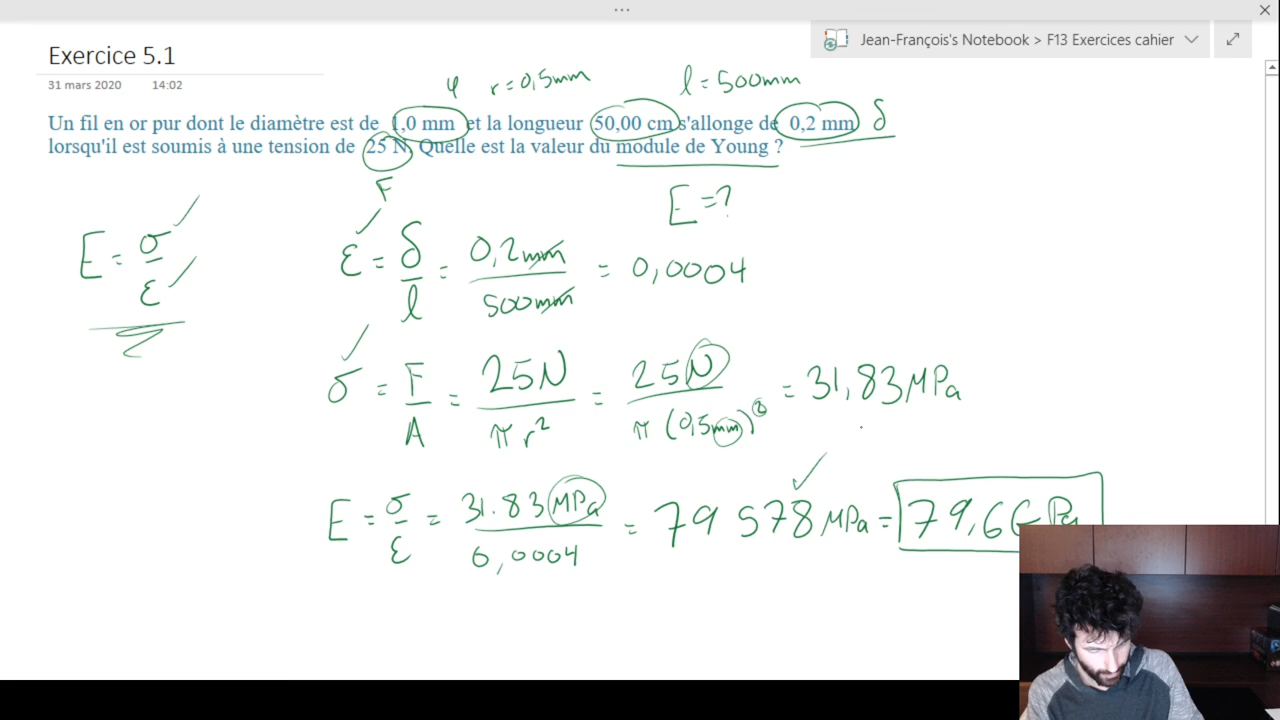 Jean-François's Notebook > F13 Exercices cahier
Exercice 5.1
31 mars 2020 14:02
φ r = 0,5mm l = 500mm
Un fil en or pur dont le diamètre est de 1,0 mm et la longueur 50,00 cm s'allonge de 0,2 mm δ
lorsqu'il est soumis à une tension de 25 N. Quelle est la valeur du module de Young ?
F
E = ?
E = σ/ε
ε = δ/l = 0,2mm/500mm = 0,0004
σ = F/A = 25N/πr² = 25N/π(0,5mm)² = 31,83 MPa
E = σ/ε = 31.83 MPa/0,0004 = 79 578 MPa = 79,6 GPa